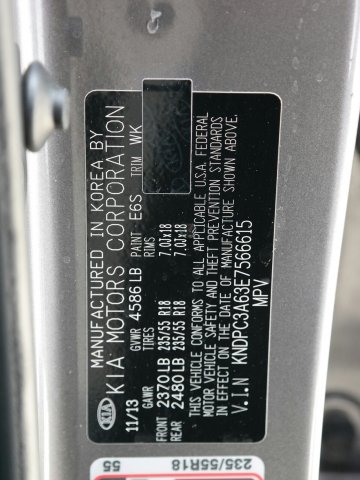 MANUFACTURED IN KOREA BY
KIA KIA MOTORS CORPORATION
11/13 GVWR 4586 LB PAINT E6S TRIM WK
GAWR TIRES RIMS
FRONT 2370 LB 235/55 R18 7.0Jx18
REAR 2480 LB 235/55 R18 7.0Jx18
THIS VEHICLE CONFORMS TO ALL APPLICABLE U.S.A. FEDERAL
MOTOR VEHICLE SAFETY AND THEFT PREVENTION STANDARDS
IN EFFECT ON THE DATE OF MANUFACTURE SHOWN ABOVE.
V.I.N KNDPC3A63E7566615
MPV
55 235/55R18